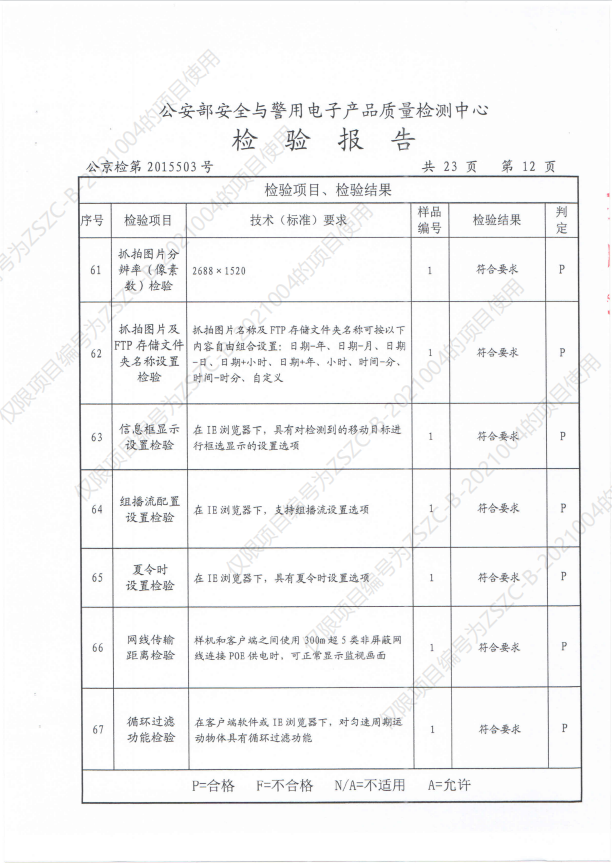 公安部安全与警用电子产品质量检测中心
检 验 报 告
公京检第 2015503 号 共 23 页 第 12 页
检验项目、检验结果
序号 检验项目 技术（标准）要求 样品编号 检验结果 判定
61 抓拍图片分辨率（像素数）检验 2688×1520 1 符合要求 P
62 抓拍图片及FTP存储文件夹名称设置检验 抓拍图片名称及FTP存储文件夹名称可按以下
内容自由组合设置：日期-年、日期-月、日期
-日、日期+小时、日期+年、小时、时间-分、
时间-时分、自定义 1 符合要求 P
63 信息框显示设置检验 在IE浏览器下，具有对检测到的移动目标进
行框选显示的设置选项 1 符合要求 P
64 组播流配置设置检验 在IE浏览器下，支持组播流设置选项 1 符合要求 P
65 夏令时设置检验 在IE浏览器下，具有夏令时设置选项 1 符合要求 P
66 网线传输距离检验 样机和客户端之间使用300m超5类非屏蔽网
线连接POE供电时，可正常显示监视画面 1 符合要求 P
67 循环过滤功能检验 在客户端软件或IE浏览器下，对匀速周期运
动物体具有循环过滤功能 1 符合要求 P
P=合格 F=不合格 N/A=不适用 A=允许
仅限项目编号为ZSZC-B-2021004的项目使用